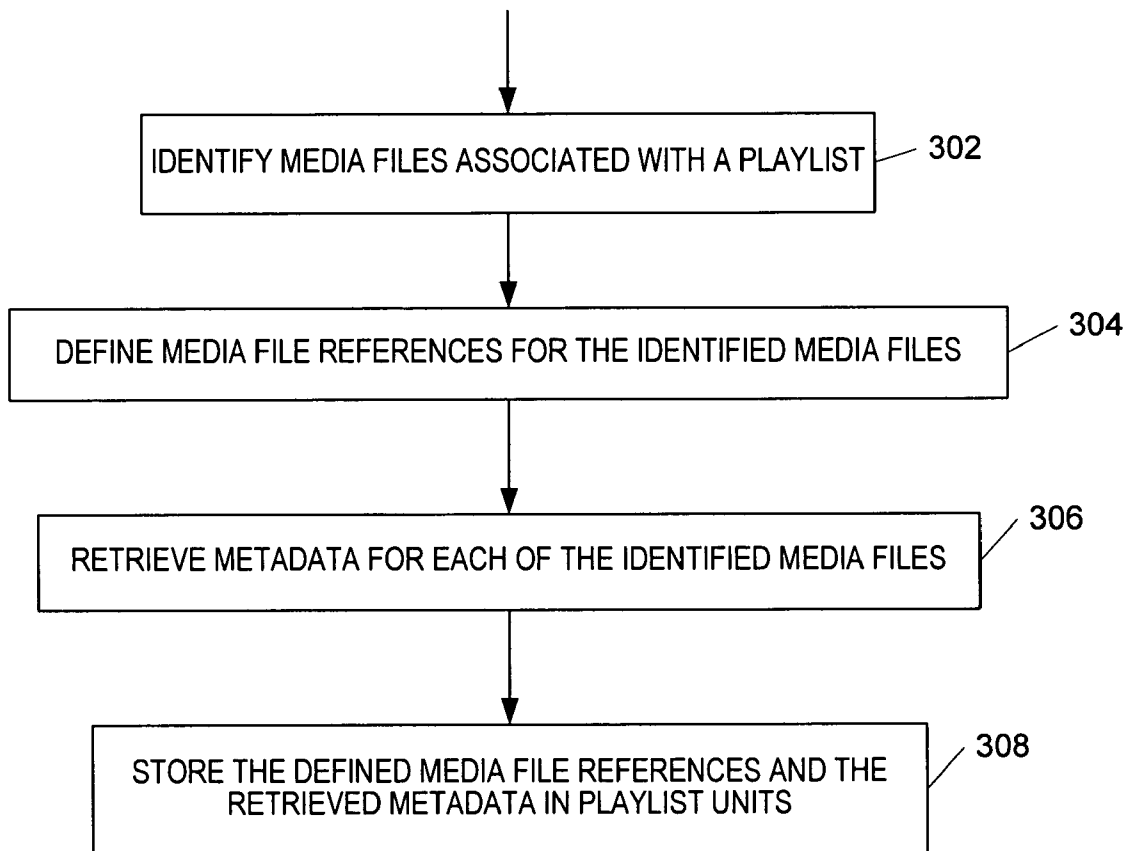 IDENTIFY MEDIA FILES ASSOCIATED WITH A PLAYLIST
302
DEFINE MEDIA FILE REFERENCES FOR THE IDENTIFIED MEDIA FILES
304
RETRIEVE METADATA FOR EACH OF THE IDENTIFIED MEDIA FILES
306
STORE THE DEFINED MEDIA FILE REFERENCES AND THE
RETRIEVED METADATA IN PLAYLIST UNITS
308